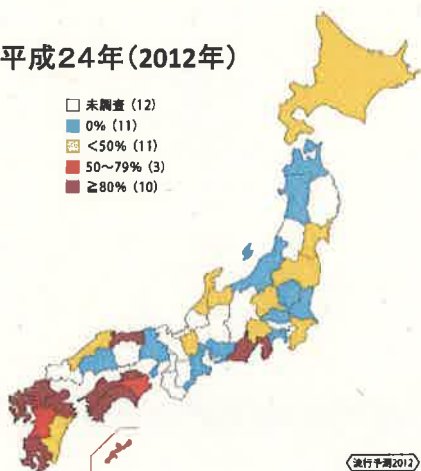 平成24年(2012年)
未調査 (12)
0% (11)
<50% (11)
50〜79% (3)
≧80% (10)
流行予測2012